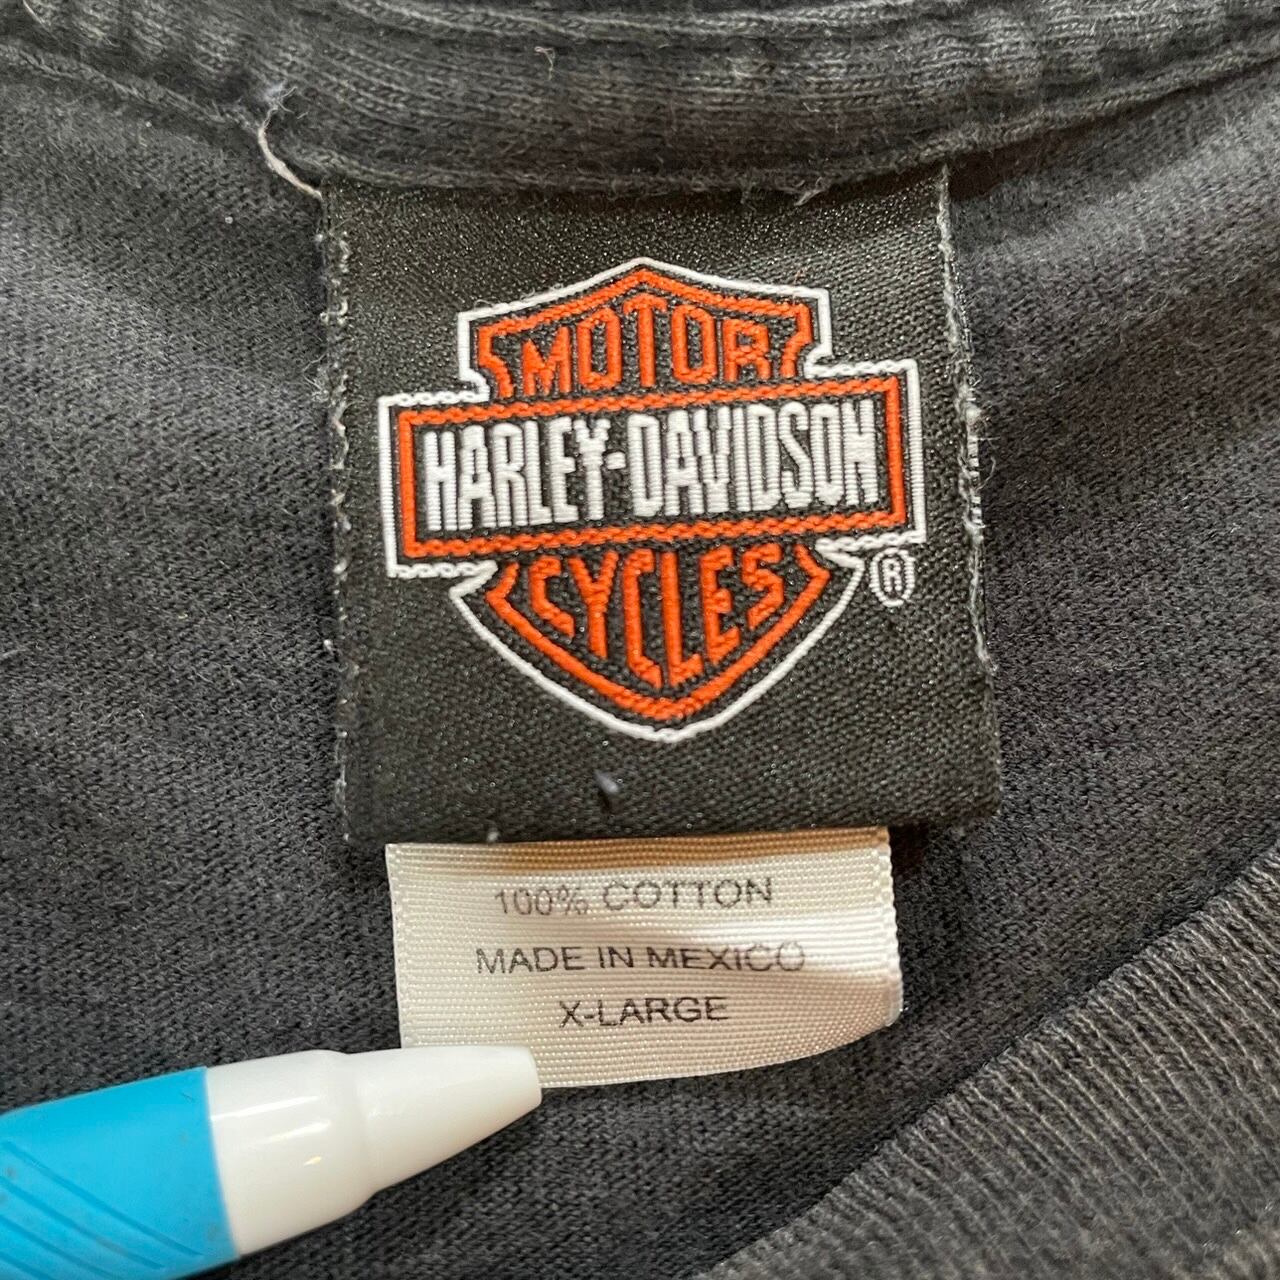 MOTOR
HARLEY-DAVIDSON
CYCLES
®
100% COTTON
MADE IN MEXICO
X-LARGE